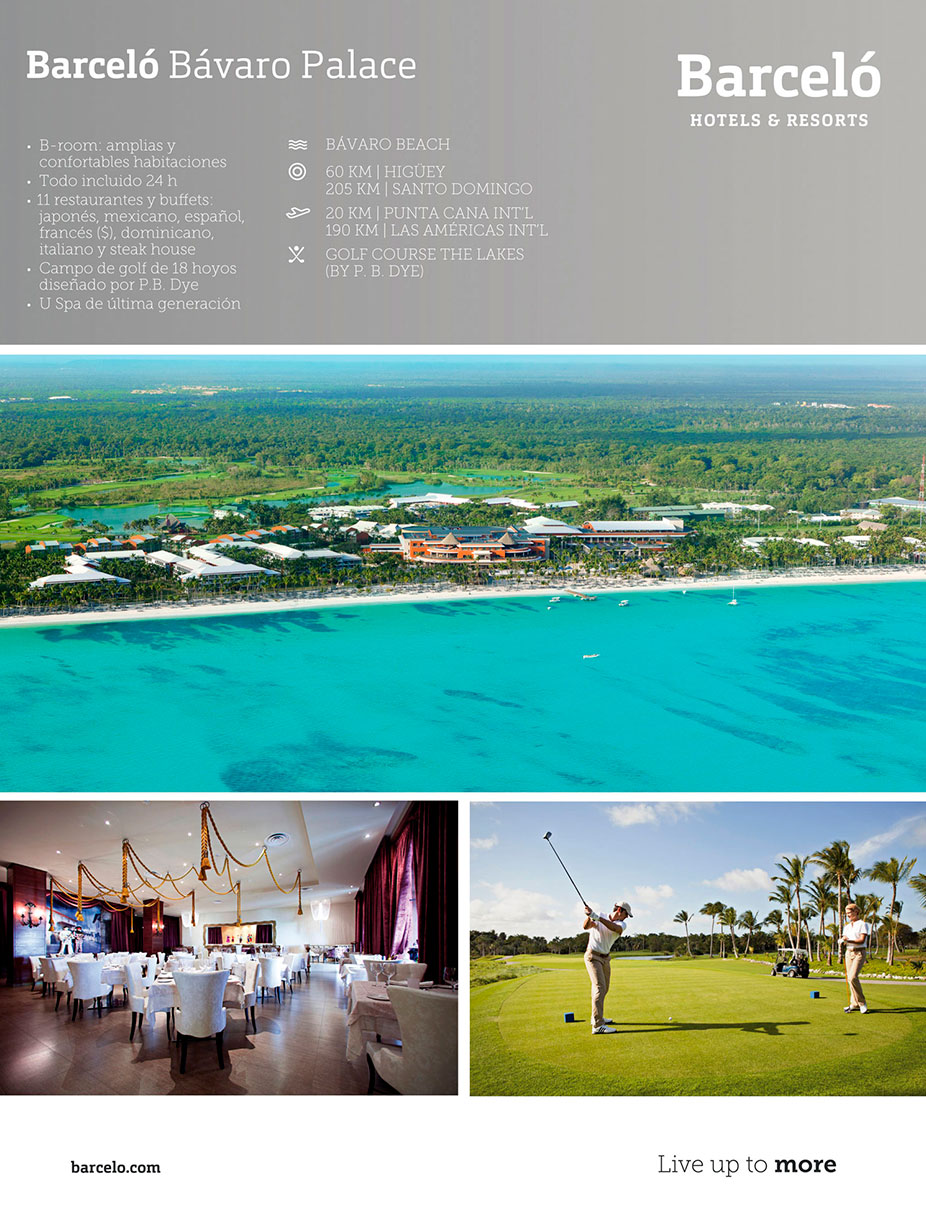 Barceló Bávaro Palace
Barceló
HOTELS & RESORTS
• B-room: amplias y
confortables habitaciones
• Todo incluido 24 h
• 11 restaurantes y buffets:
japonés, mexicano, español,
francés ($), dominicano,
italiano y steak house
• Campo de golf de 18 hoyos
diseñado por P.B. Dye
• U Spa de última generación
BÁVARO BEACH
60 KM | HIGÜEY
205 KM | SANTO DOMINGO
20 KM | PUNTA CANA INT'L
190 KM | LAS AMÉRICAS INT'L
GOLF COURSE THE LAKES
(BY P. B. DYE)
barcelo.com
Live up to more